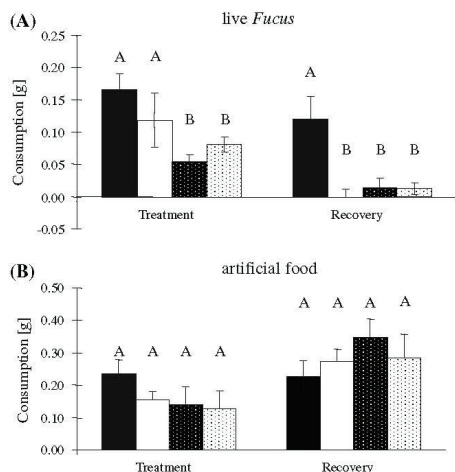 (A) live Fucus
Consumption [g]
0.25
0.20
0.15
0.10
0.05
0.00
-0.05
A A B B A B B B
Treatment Recovery
(B) artificial food
Consumption [g]
0.50
0.40
0.30
0.20
0.10
0.00
A A A A A A A A
Treatment Recovery